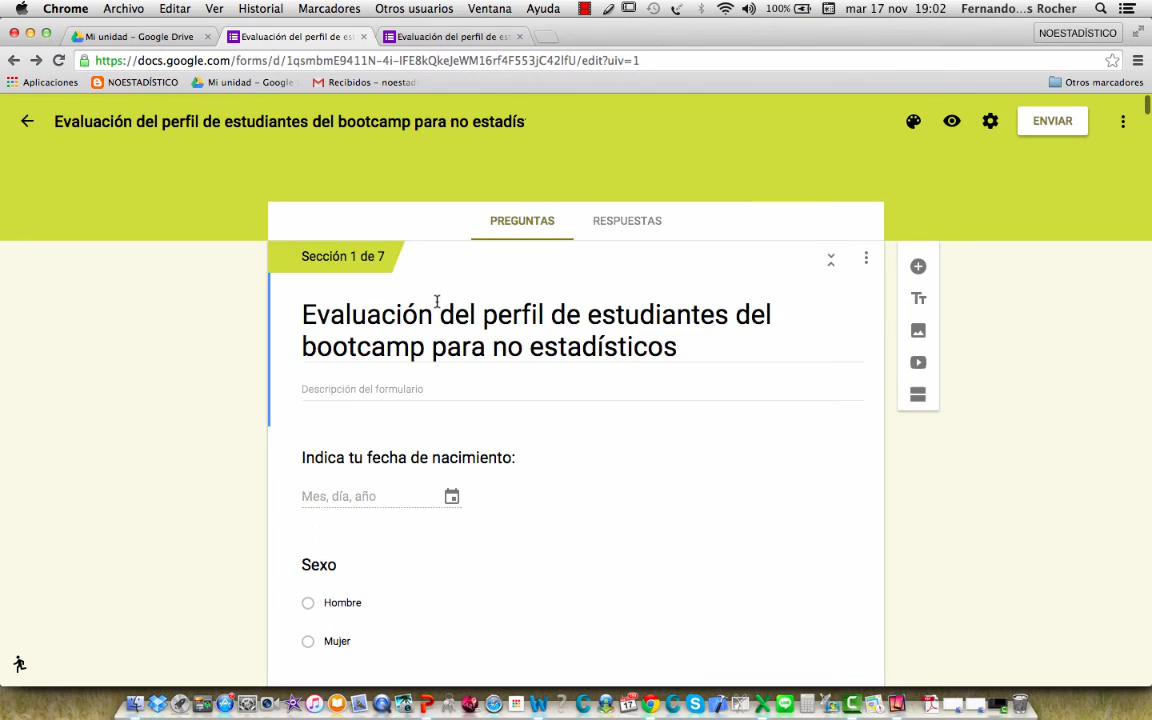 Chrome Archivo Editar Ver Historial Marcadores Otros usuarios Ventana Ayuda 100% mar 17 nov 19:02 Fernando...s Rocher
Mi unidad – Google Drive × Evaluación del perfil de es × Evaluación del perfil de es × NOESTADÍSTICO
https://docs.google.com/forms/d/1qsmbmE9411N-4i-IFE8kQkeJeWM16rf4F553jC42lfU/edit?uiv=1
Aplicaciones NOESTADÍSTICO Mi unidad – Google Recibidos – noestad Otros marcadores
Evaluación del perfil de estudiantes del bootcamp para no estadís
ENVIAR
PREGUNTAS RESPUESTAS
Sección 1 de 7
Tт
Evaluación del perfil de estudiantes del
bootcamp para no estadísticos
Descripción del formulario
Indica tu fecha de nacimiento:
Mes, día, año
Sexo
Hombre
Mujer